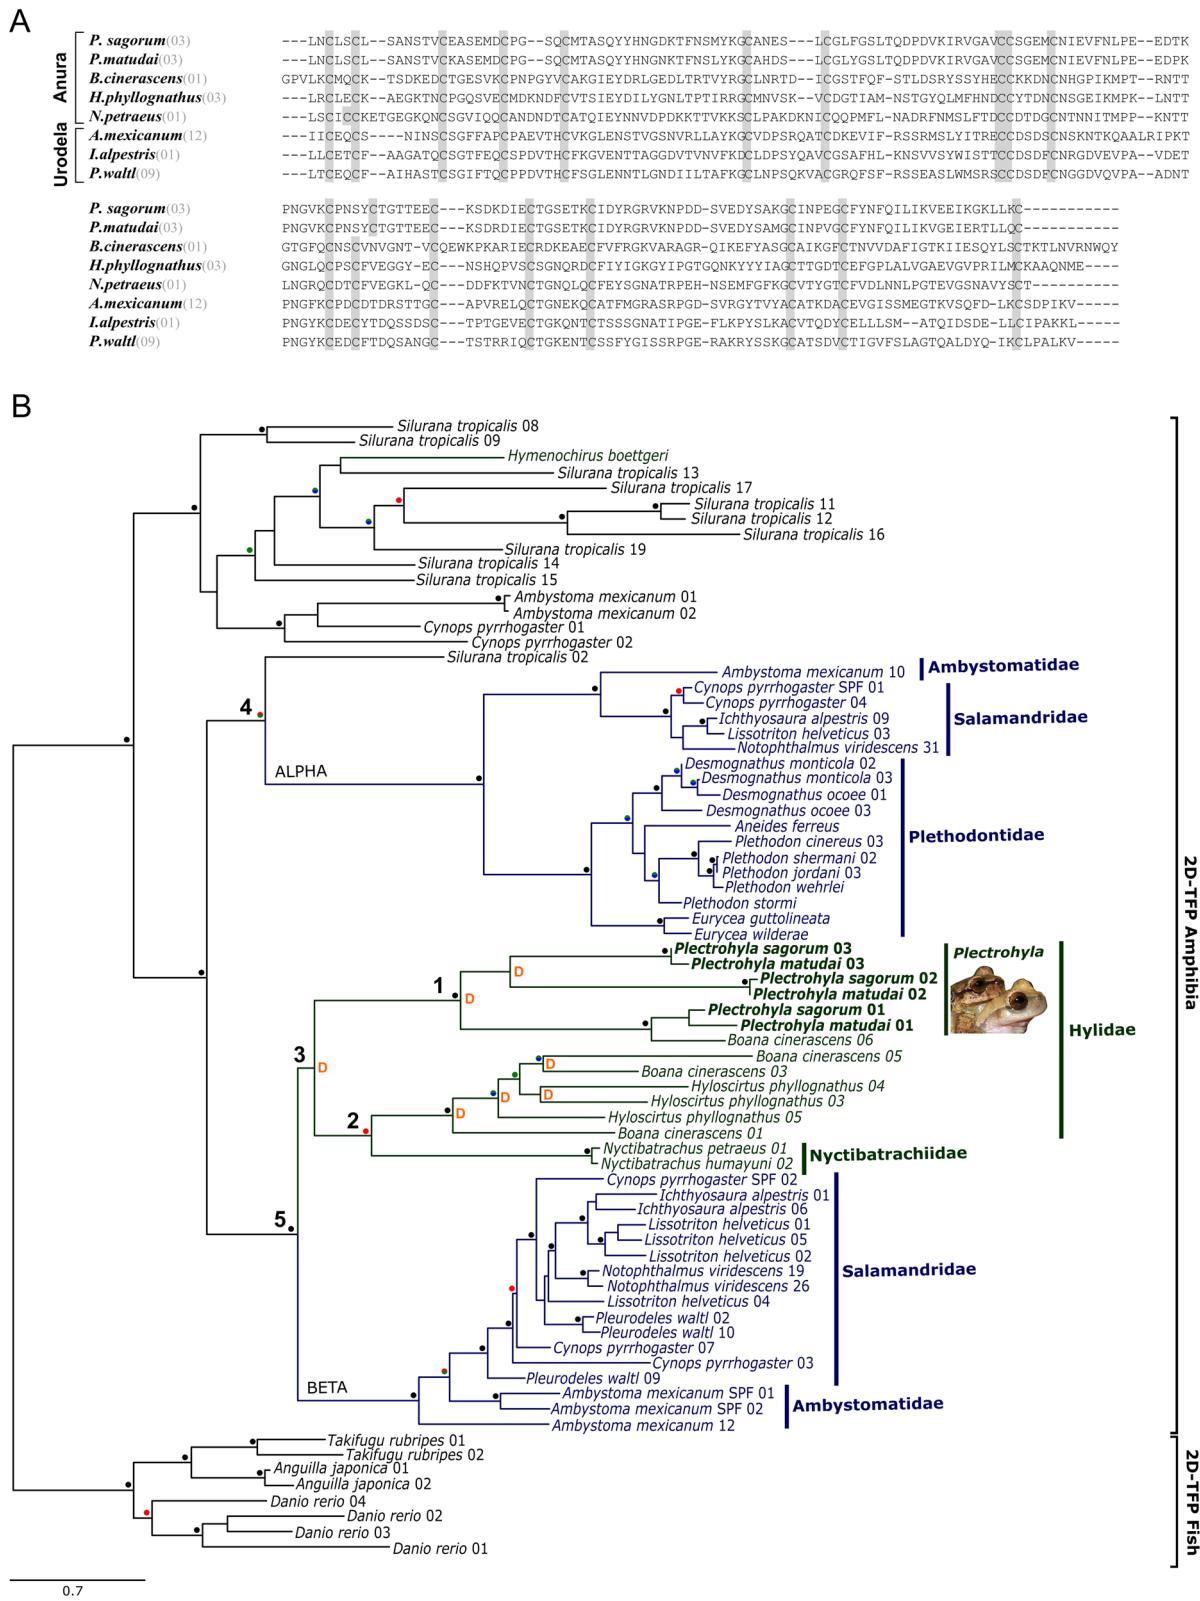 A
Anura
Urodela
P. sagorum(03) ---LNCLSCL--SANSTVCEASEMDCPG--SQCMTASQYYHNGDKTFNSMYKGCANES---LCGLFGSLTQDPDVKIRVGAVCCSGEMCNIEVFNLPE--EDTK
P.matudai(03) ---LNCLSCL--SANSTVCKASEMDCPG--SQCMTASQYYHNGNKTFNSMYKGCAHDS---LCGLYGSLTQDPDVKIRVGSAVCCSGEMCNIEVFNLPE--EDPK
B.cinerascens(01) GPVLKCMQCK--TSDKEDCTGESVKCPNPGYVCAKGIEYDRLGEDLTRTVYRGCLNRTD-ICGSTFQF-STLDSRYSSYHECCKKDNCNHGPIKMPT--RNTT
H.phyllognathus(03) ---LRCLECK--AEGKTNCPGQSVECMDKNDFCVTSIEYDILYGNLTPTIRRGCMNVSK-VCDGTIAM-NSTGYQLMFHNDCCYTDNCNSGEIKMPK--LNTT
N.petraeus(01) ---LSCICCKETGEGKQNCSGVIQQCANDNDTCATQIEYNNVDPDKKTTVKKSCLPAKDKNICQQPMFL-NADRFNMSLFTDCCDTDGCNTNNITMPP--KNTT
A.mexicanum(12) ---IICEQCS----NINSCSGFFAPCPAEVTHCVKGLENSTVGSNVRLLAYKGCVDPSRQATCDKEVIF-RSSRMSLYITRECCDSDSCNSKNTKQAALRIPKT
I.alpestris(01) ---LLCETCF--AAGATQCSGTFEQCSPDVTHCFKGVENTTAGGDVTVNVFKDCLDPSYQAVCGSAFHL-KNSVVSYWISTTCCDSDFCNRGDVEVPA--VDET
P.waltl(09) ---LTCEQCF--AIHASTCSGIFTQCPPDVTHCFSGLENNTLGNDIILTAFKGCLNPSQKVACGRQFSF-RSSEASLWMSRSCCDSDFCNGGDVQVPA--ADNT
P. sagorum(03) PNGVKCPNSYCTGTTEEC---KSDKDIECTGSETKCIDYRGRVKNPDD-SVEDYSAKGCINPEGCFYNFQILIKVEEIKGKLLKC-----------
P.matudai(03) PNGVKCPNSYCTGTTEEC---KSDRDIECTGSETKCIDYRGRVKNPDD-SVEDYSAMGCINPVGCFYNFQILIKVGEIERTLLQC-----------
B.cinerascens(01) GTGFQCNSCVNVGNT-VCQEWKPKARIECRDKEAECFVFRGKVARAGR-QIKEFYASGCAIKGFCTNVVDAFIGTKIIESQYLSCTKTLNVRNWQY
H.phyllognathus(03) GNGLQCPSCFVEGGY-EC---NSHQPVSCSGNQRDCFIYIGKGYIPGTGQNKYYYIAGCTTGDTCEFGPLALVGAEVGVPRILMCKAAQNME----
N.petraeus(01) LNGRQCDTCFVEGKL-QC---DDFKTVNCTGNQLQCFEYSGNATRPEH-NSEMFGFKGCVTYGTCFVDLNNLPGTEVGSNAVYSCT----------
A.mexicanum(12) PNGFKCPDCDTDRSTTGC---APVRELQCTGNEKQCATFMGRASRPGD-SVRGYTVYACATKDACEVGISSMEGTKVSQFD-LKCSDPIKV-----
I.alpestris(01) PNGYKCDECYTDQSSDSC---TPTGEVECTGKQNTCTSSSGNATIPGE-FLKPYSLKACVTQDYCELLLSM--ATQIDSDE-LLCIPAKKL-----
P.waltl(09) PNGYKCEDCFTDQSANGC---TSTRRIQCTGKENTCSSFYGISSRPGE-RAKRYSSKGCATSDVCTIGVFSLAGTQALDYQ-IKCLPALKV-----
B
Silurana tropicalis 08
Silurana tropicalis 09
Hymenochirus boettgeri
Silurana tropicalis 13
Silurana tropicalis 17
Silurana tropicalis 11
Silurana tropicalis 12
Silurana tropicalis 16
Silurana tropicalis 19
Silurana tropicalis 14
Silurana tropicalis 15
Ambystoma mexicanum 01
Ambystoma mexicanum 02
Cynops pyrrhogaster 01
Cynops pyrrhogaster 02
Silurana tropicalis 02
4
ALPHA
Ambystoma mexicanum 10
Ambystomatidae
Cynops pyrrhogaster SPF 01
Cynops pyrrhogaster 04
Ichthyosaura alpestris 09
Lissotriton helveticus 03
Notophthalmus viridescens 31
Salamandridae
Desmognathus monticola 02
Desmognathus monticola 03
Desmognathus ocoee 01
Desmognathus ocoee 03
Aneides ferreus
Plethodon cinereus 03
Plethodon shermani 02
Plethodon jordani 03
Plethodon wehrlei
Plethodon stormi
Eurycea guttolineata
Eurycea wilderae
Plethodontidae
2D-TFP Amphibia
Plectrohyla sagorum 03
Plectrohyla matudai 03
Plectrohyla sagorum 02
Plectrohyla matudai 02
Plectrohyla sagorum 01
Plectrohyla matudai 01
Plectrohyla
Boana cinerascens 06
1
D
D
3
D
Boana cinerascens 05
Boana cinerascens 03
Hyloscirtus phyllognathus 04
Hyloscirtus phyllognathus 03
Hyloscirtus phyllognathus 05
Boana cinerascens 01
Hylidae
D
D
D
D
2
Nyctibatrachus petraeus 01
Nyctibatrachus humayuni 02
Nyctibatrachiidae
5
Cynops pyrrhogaster SPF 02
Ichthyosaura alpestris 01
Ichthyosaura alpestris 06
Lissotriton helveticus 01
Lissotriton helveticus 05
Lissotriton helveticus 02
Notophthalmus viridescens 19
Notophthalmus viridescens 26
Lissotriton helveticus 04
Pleurodeles waltl 02
Pleurodeles waltl 10
Cynops pyrrhogaster 07
Cynops pyrrhogaster 03
Pleurodeles waltl 09
Salamandridae
BETA
Ambystoma mexicanum SPF 01
Ambystoma mexicanum SPF 02
Ambystoma mexicanum 12
Ambystomatidae
Takifugu rubripes 01
Takifugu rubripes 02
Anguilla japonica 01
Anguilla japonica 02
Danio rerio 04
Danio rerio 02
Danio rerio 03
Danio rerio 01
2D-TFP Fish
0.7